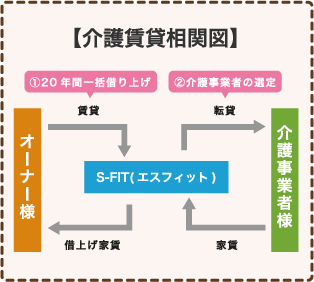 【介護賃貸相関図】
①20年間一括借り上げ
②介護事業者の選定
賃貸
転貸
オーナー様
S-FIT(エスフィット)
介護事業者様
借上げ家賃
家賃